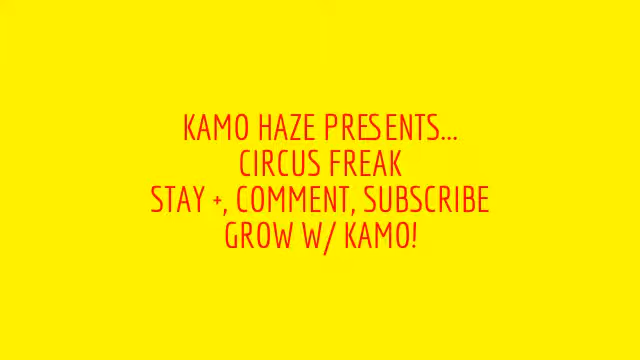 KAMO HAZE PRESENTS...
CIRCUS FREAK
STAY +, COMMENT, SUBSCRIBE
GROW W/ KAMO!